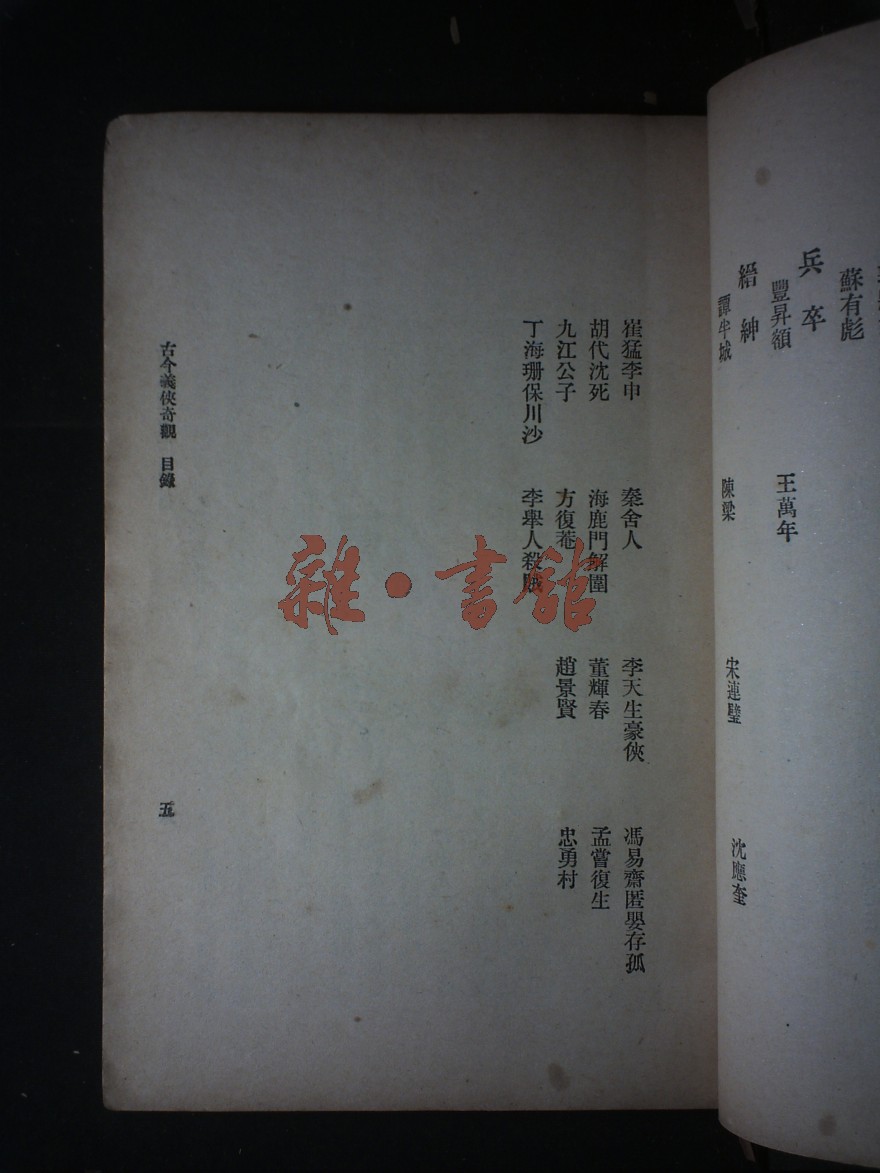 蘇有彪
兵卒
豐昇額 王萬年
縉紳
譚半城 陳梁 宋連璧 沈應奎
崔猛李申 秦舍人 李天生豪俠 馮易齋匿嬰存孤
胡代沈死 海鹿門解圍 董輝春 孟嘗復生
九江公子 方復菴 趙景賢 忠勇村
丁海珊保川沙 李舉人殺賊
古今義俠奇觀 目錄 五
雜·書館